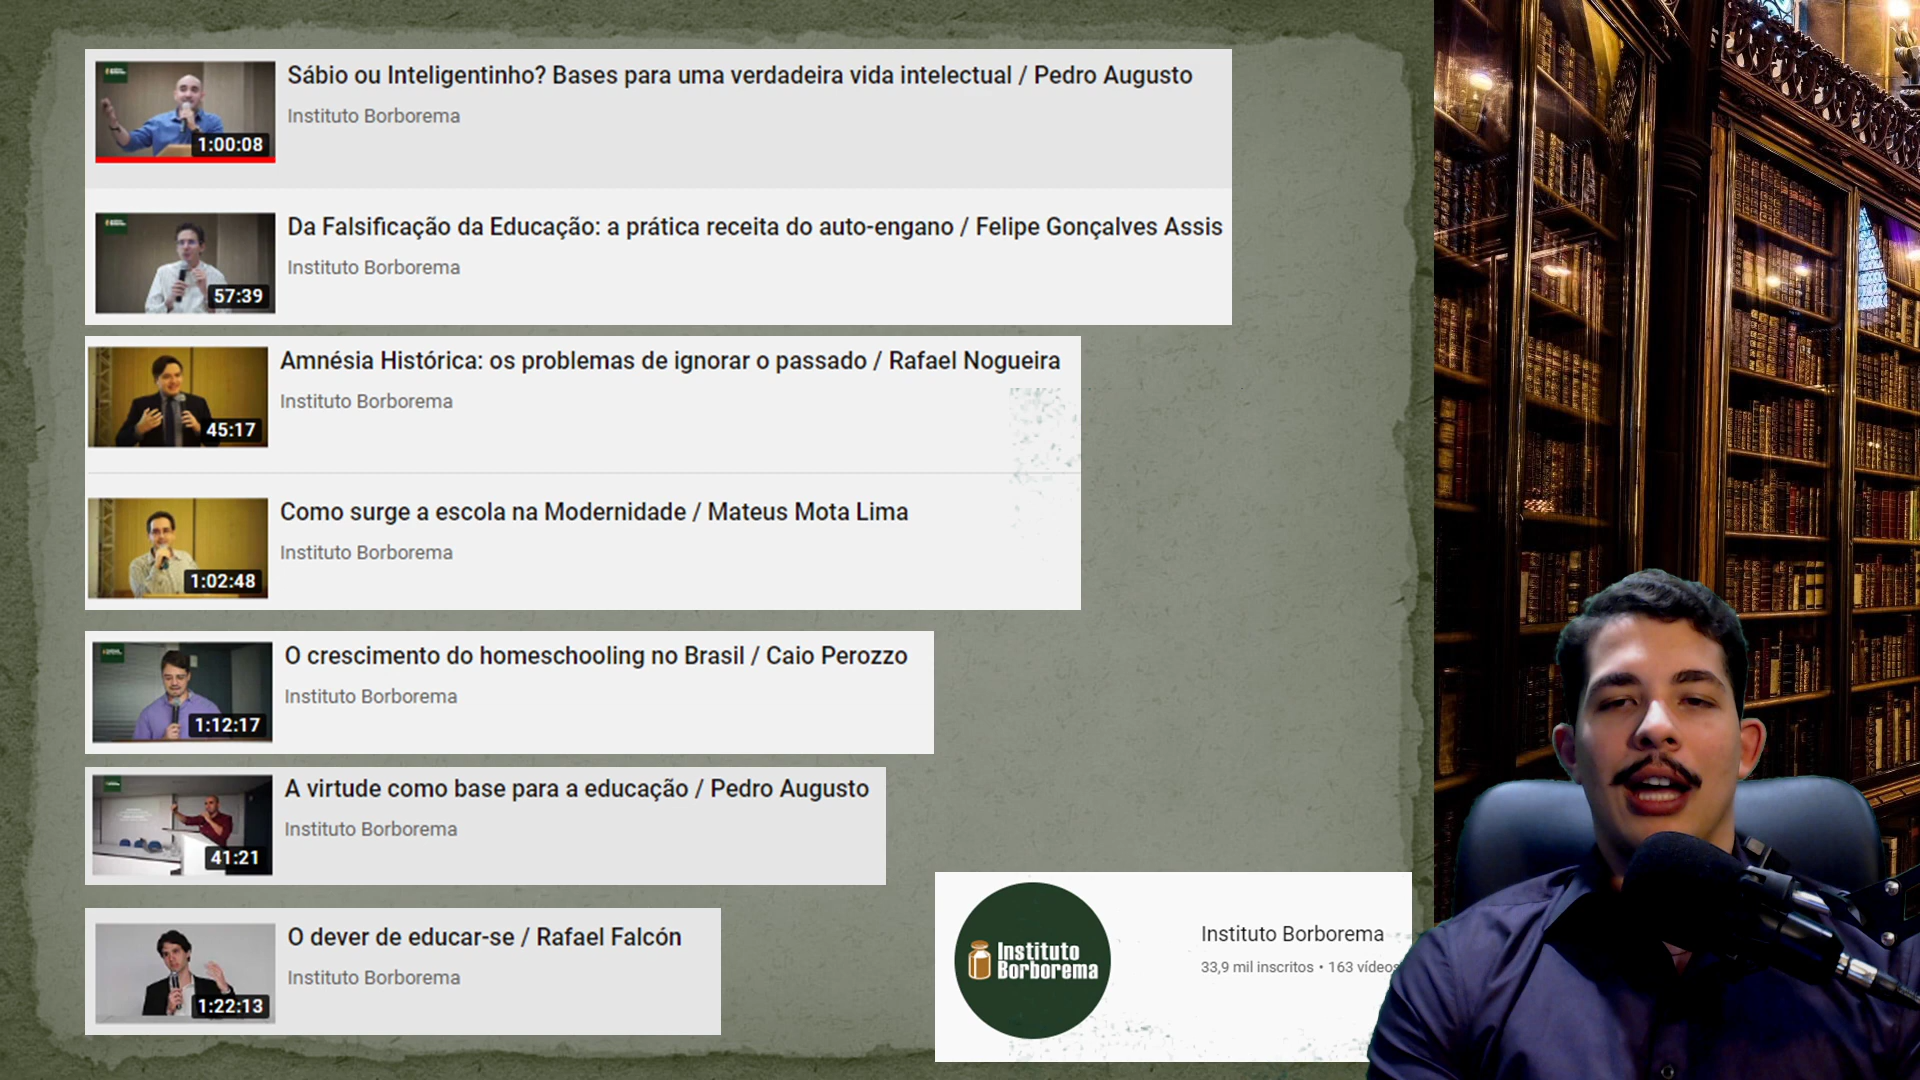 Sábio ou Inteligentinho? Bases para uma verdadeira vida intelectual / Pedro Augusto
Instituto Borborema
1:00:08
Da Falsificação da Educação: a prática receita do auto-engano / Felipe Gonçalves Assis
Instituto Borborema
57:39
Amnésia Histórica: os problemas de ignorar o passado / Rafael Nogueira
Instituto Borborema
45:17
Como surge a escola na Modernidade / Mateus Mota Lima
Instituto Borborema
1:02:48
O crescimento do homeschooling no Brasil / Caio Perozzo
Instituto Borborema
1:12:17
A virtude como base para a educação / Pedro Augusto
Instituto Borborema
41:21
O dever de educar-se / Rafael Falcón
Instituto Borborema
1:22:13
Instituto
Borborema
Instituto Borborema
33,9 mil inscritos • 163 vídeos